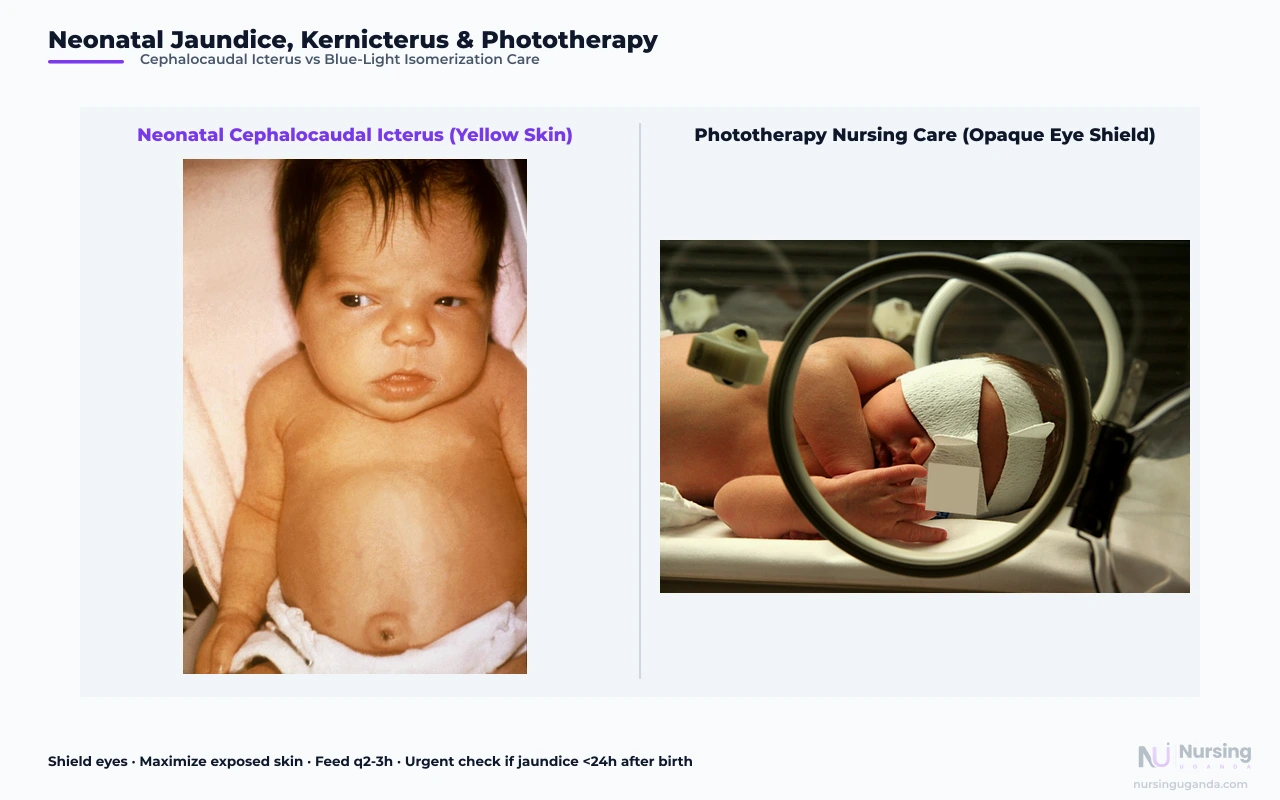 Neonatal Jaundice, Kernicterus & Phototherapy
Cephalocaudal Icterus vs Blue-Light Isomerization Care
Neonatal Cephalocaudal Icterus (Yellow Skin)
Phototherapy Nursing Care (Opaque Eye Shield)
Shield eyes · Maximize exposed skin · Feed q2-3h · Urgent check if jaundice <24h after birth
NU Nursing
UGANDA
nursinguganda.com